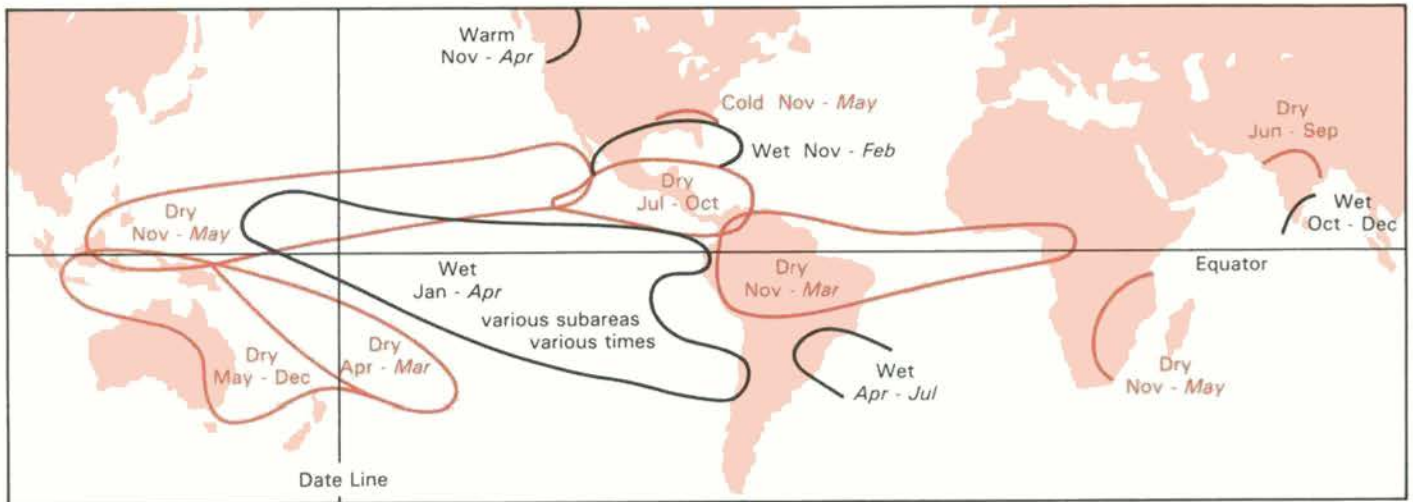 Warm
Nov - Apr
Cold Nov - May
Wet Nov - Feb
Dry
Jun - Sep
Wet
Oct - Dec
Dry
Jul - Oct
Dry
Nov - May
Equator
Wet
Jan - Apr
various subareas
various times
Dry
Nov - Mar
Dry
May - Dec
Dry
Apr - Mar
Wet
Apr - Jul
Dry
Nov - May
Date Line